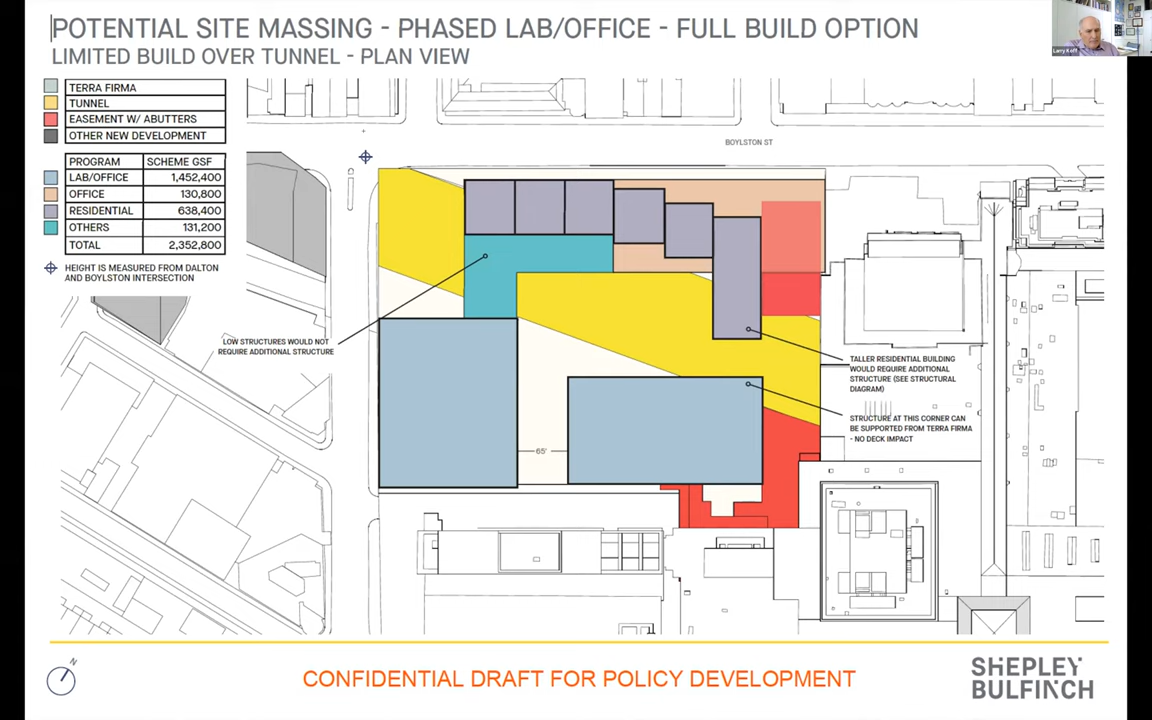 POTENTIAL SITE MASSING - PHASED LAB/OFFICE - FULL BUILD OPTION
LIMITED BUILD OVER TUNNEL - PLAN VIEW
Larry Koff
TERRA FIRMA
TUNNEL
EASEMENT W/ ABUTTERS
OTHER NEW DEVELOPMENT
PROGRAM SCHEME GSF
LAB/OFFICE 1,452,400
OFFICE 130,800
RESIDENTIAL 638,400
OTHERS 131,200
TOTAL 2,352,800
HEIGHT IS MEASURED FROM DALTON
AND BOYLSTON INTERSECTION
BOYLSTON ST
LOW STRUCTURES WOULD NOT
REQUIRE ADDITIONAL STRUCTURE
TALLER RESIDENTIAL BUILDING
WOULD REQUIRE ADDITIONAL
STRUCTURE (SEE STRUCTURAL
DIAGRAM)
STRUCTURE AT THIS CORNER CAN
BE SUPPORTED FROM TERRA FIRMA
- NO DECK IMPACT
65'
N
CONFIDENTIAL DRAFT FOR POLICY DEVELOPMENT
SHEPLEY
BULFINCH